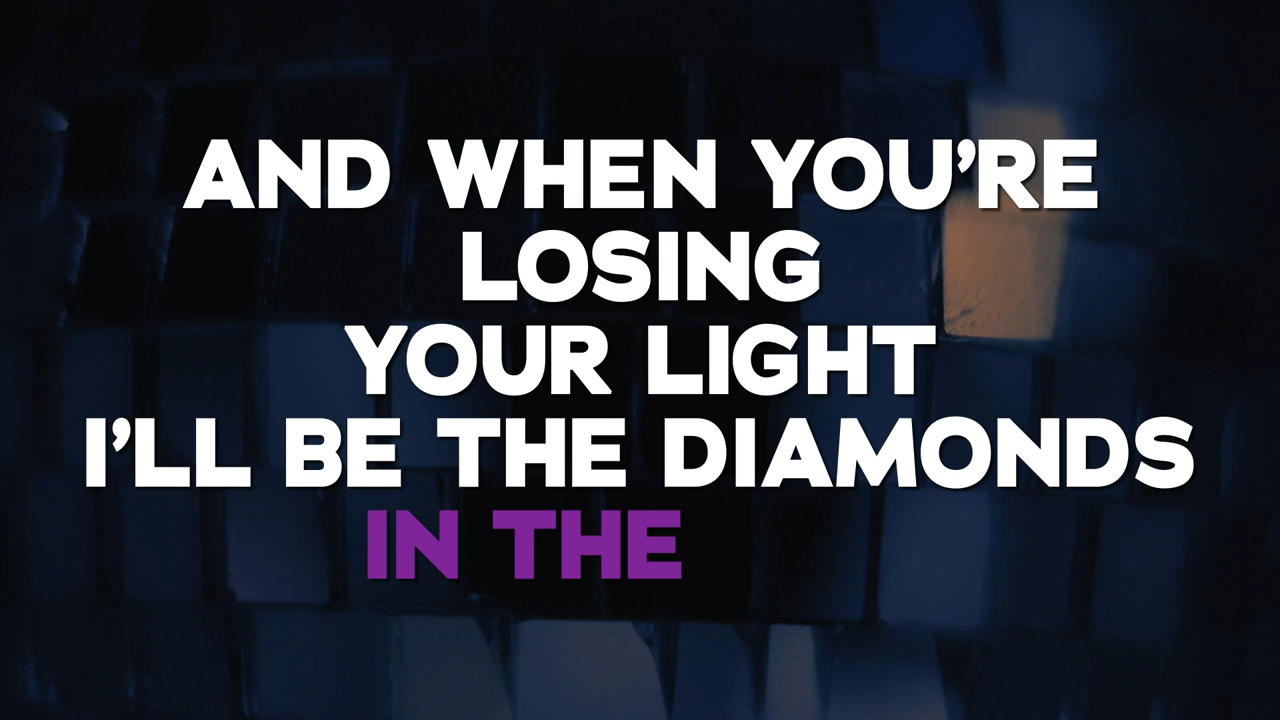 AND WHEN YOU’RE
LOSING
YOUR LIGHT
I’LL BE THE DIAMONDS
IN THE